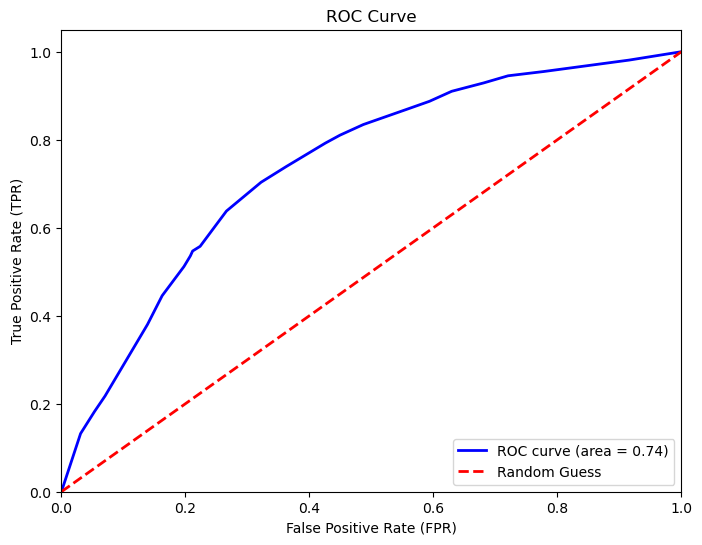 ROC Curve
True Positive Rate (TPR)
1.0
0.8
0.6
0.4
0.2
0.0
ROC curve (area = 0.74)
Random Guess
0.0 0.2 0.4 0.6 0.8 1.0
False Positive Rate (FPR)